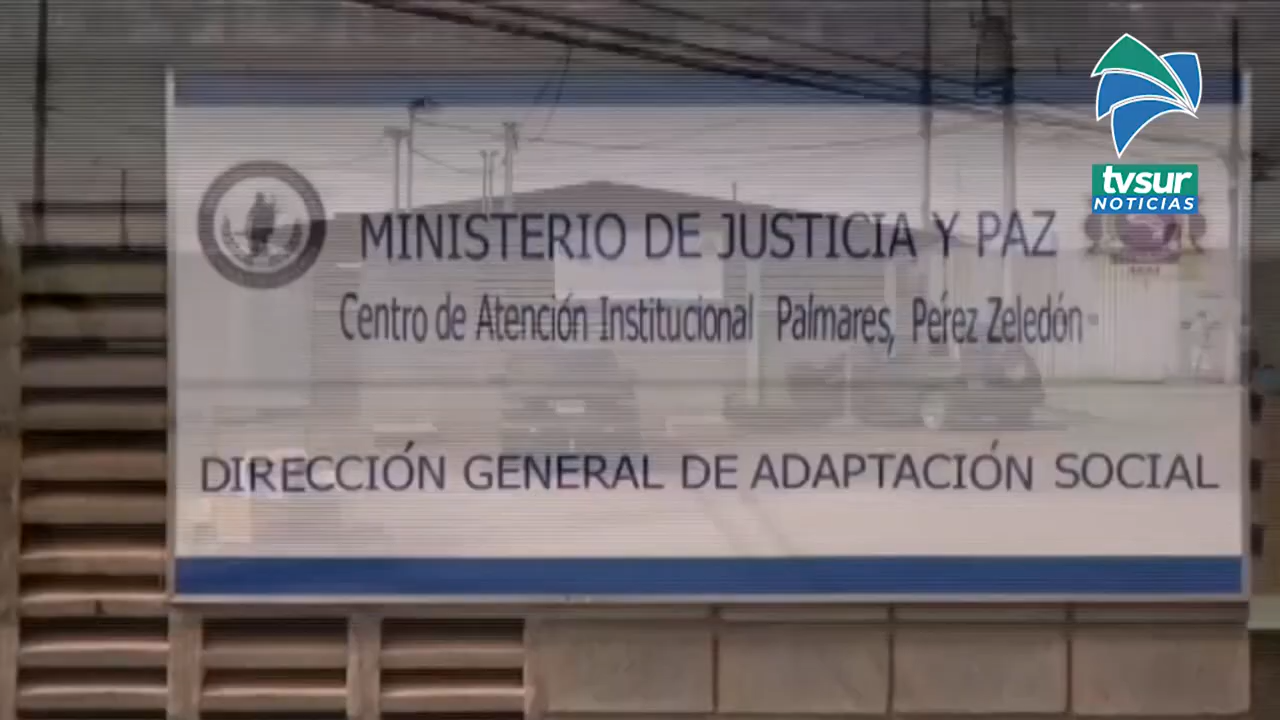 tvsur
NOTICIAS
MINISTERIO DE JUSTICIA Y PAZ
Centro de Atención Institucional Palmares, Pérez Zeledón
DIRECCIÓN GENERAL DE ADAPTACIÓN SOCIAL